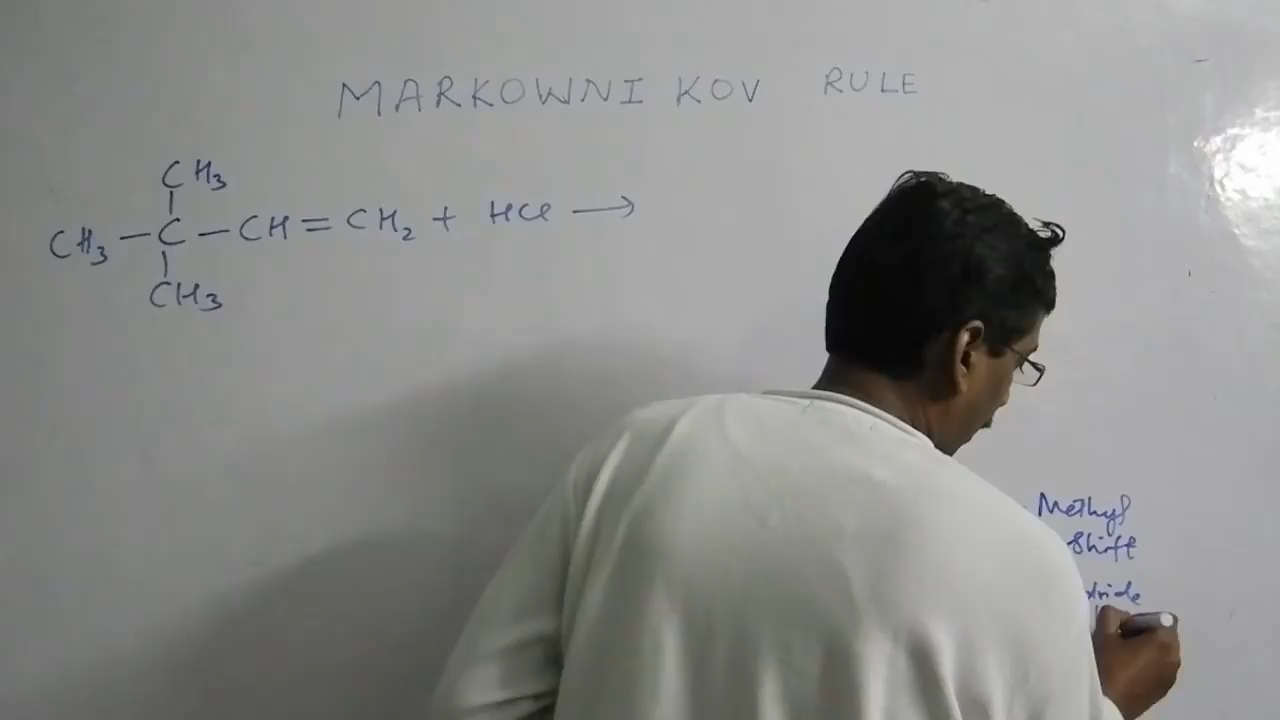 MARKOWNIKOV RULE
CH3
CH3 — C — CH = CH2 + HCl →
CH3
Methyl
Shift